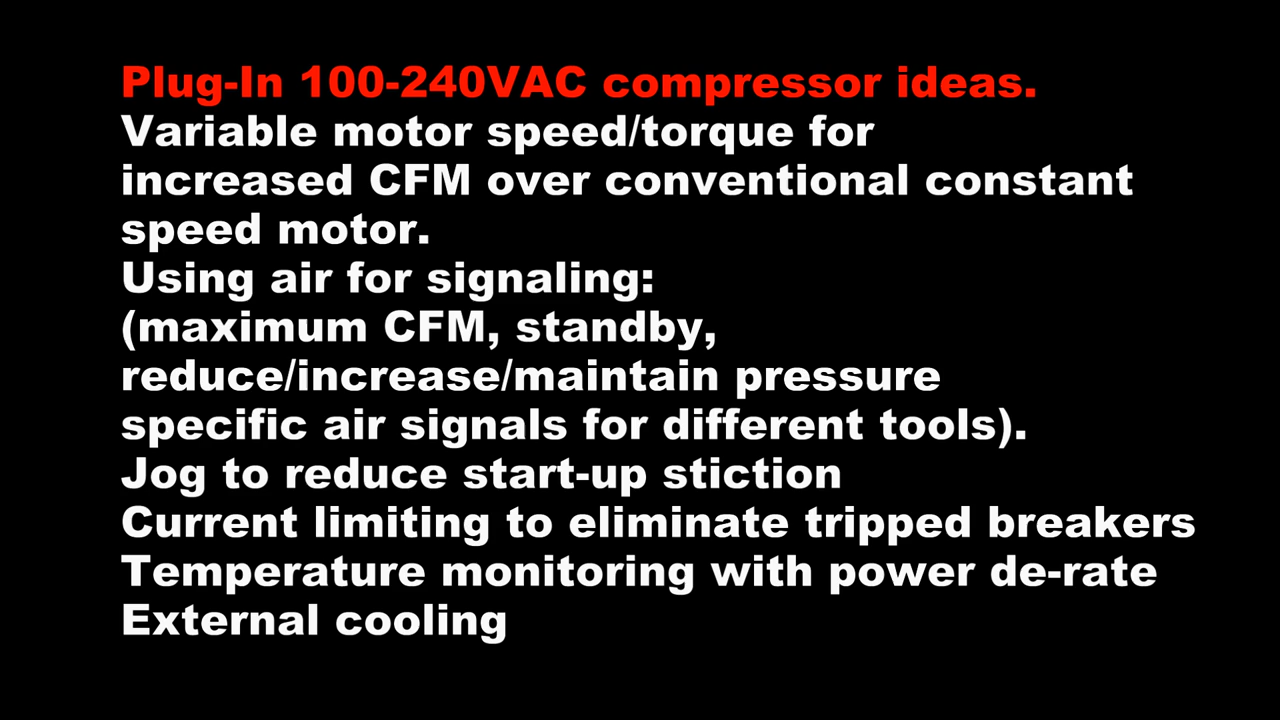 Plug-In 100-240VAC compressor ideas.
Variable motor speed/torque for
increased CFM over conventional constant
speed motor.
Using air for signaling:
(maximum CFM, standby,
reduce/increase/maintain pressure
specific air signals for different tools).
Jog to reduce start-up stiction
Current limiting to eliminate tripped breakers
Temperature monitoring with power de-rate
External cooling